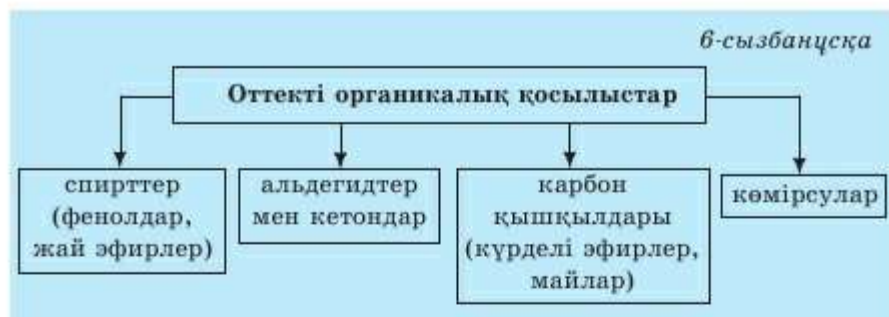 6-сызбанұсқа
Оттекті органикалық қосылыстар
спирттер
(фенолдар,
жай эфирлер)
альдегидтер
мен кетондар
карбон
қышқылдары
(күрделі эфирлер,
майлар)
көмірсулар